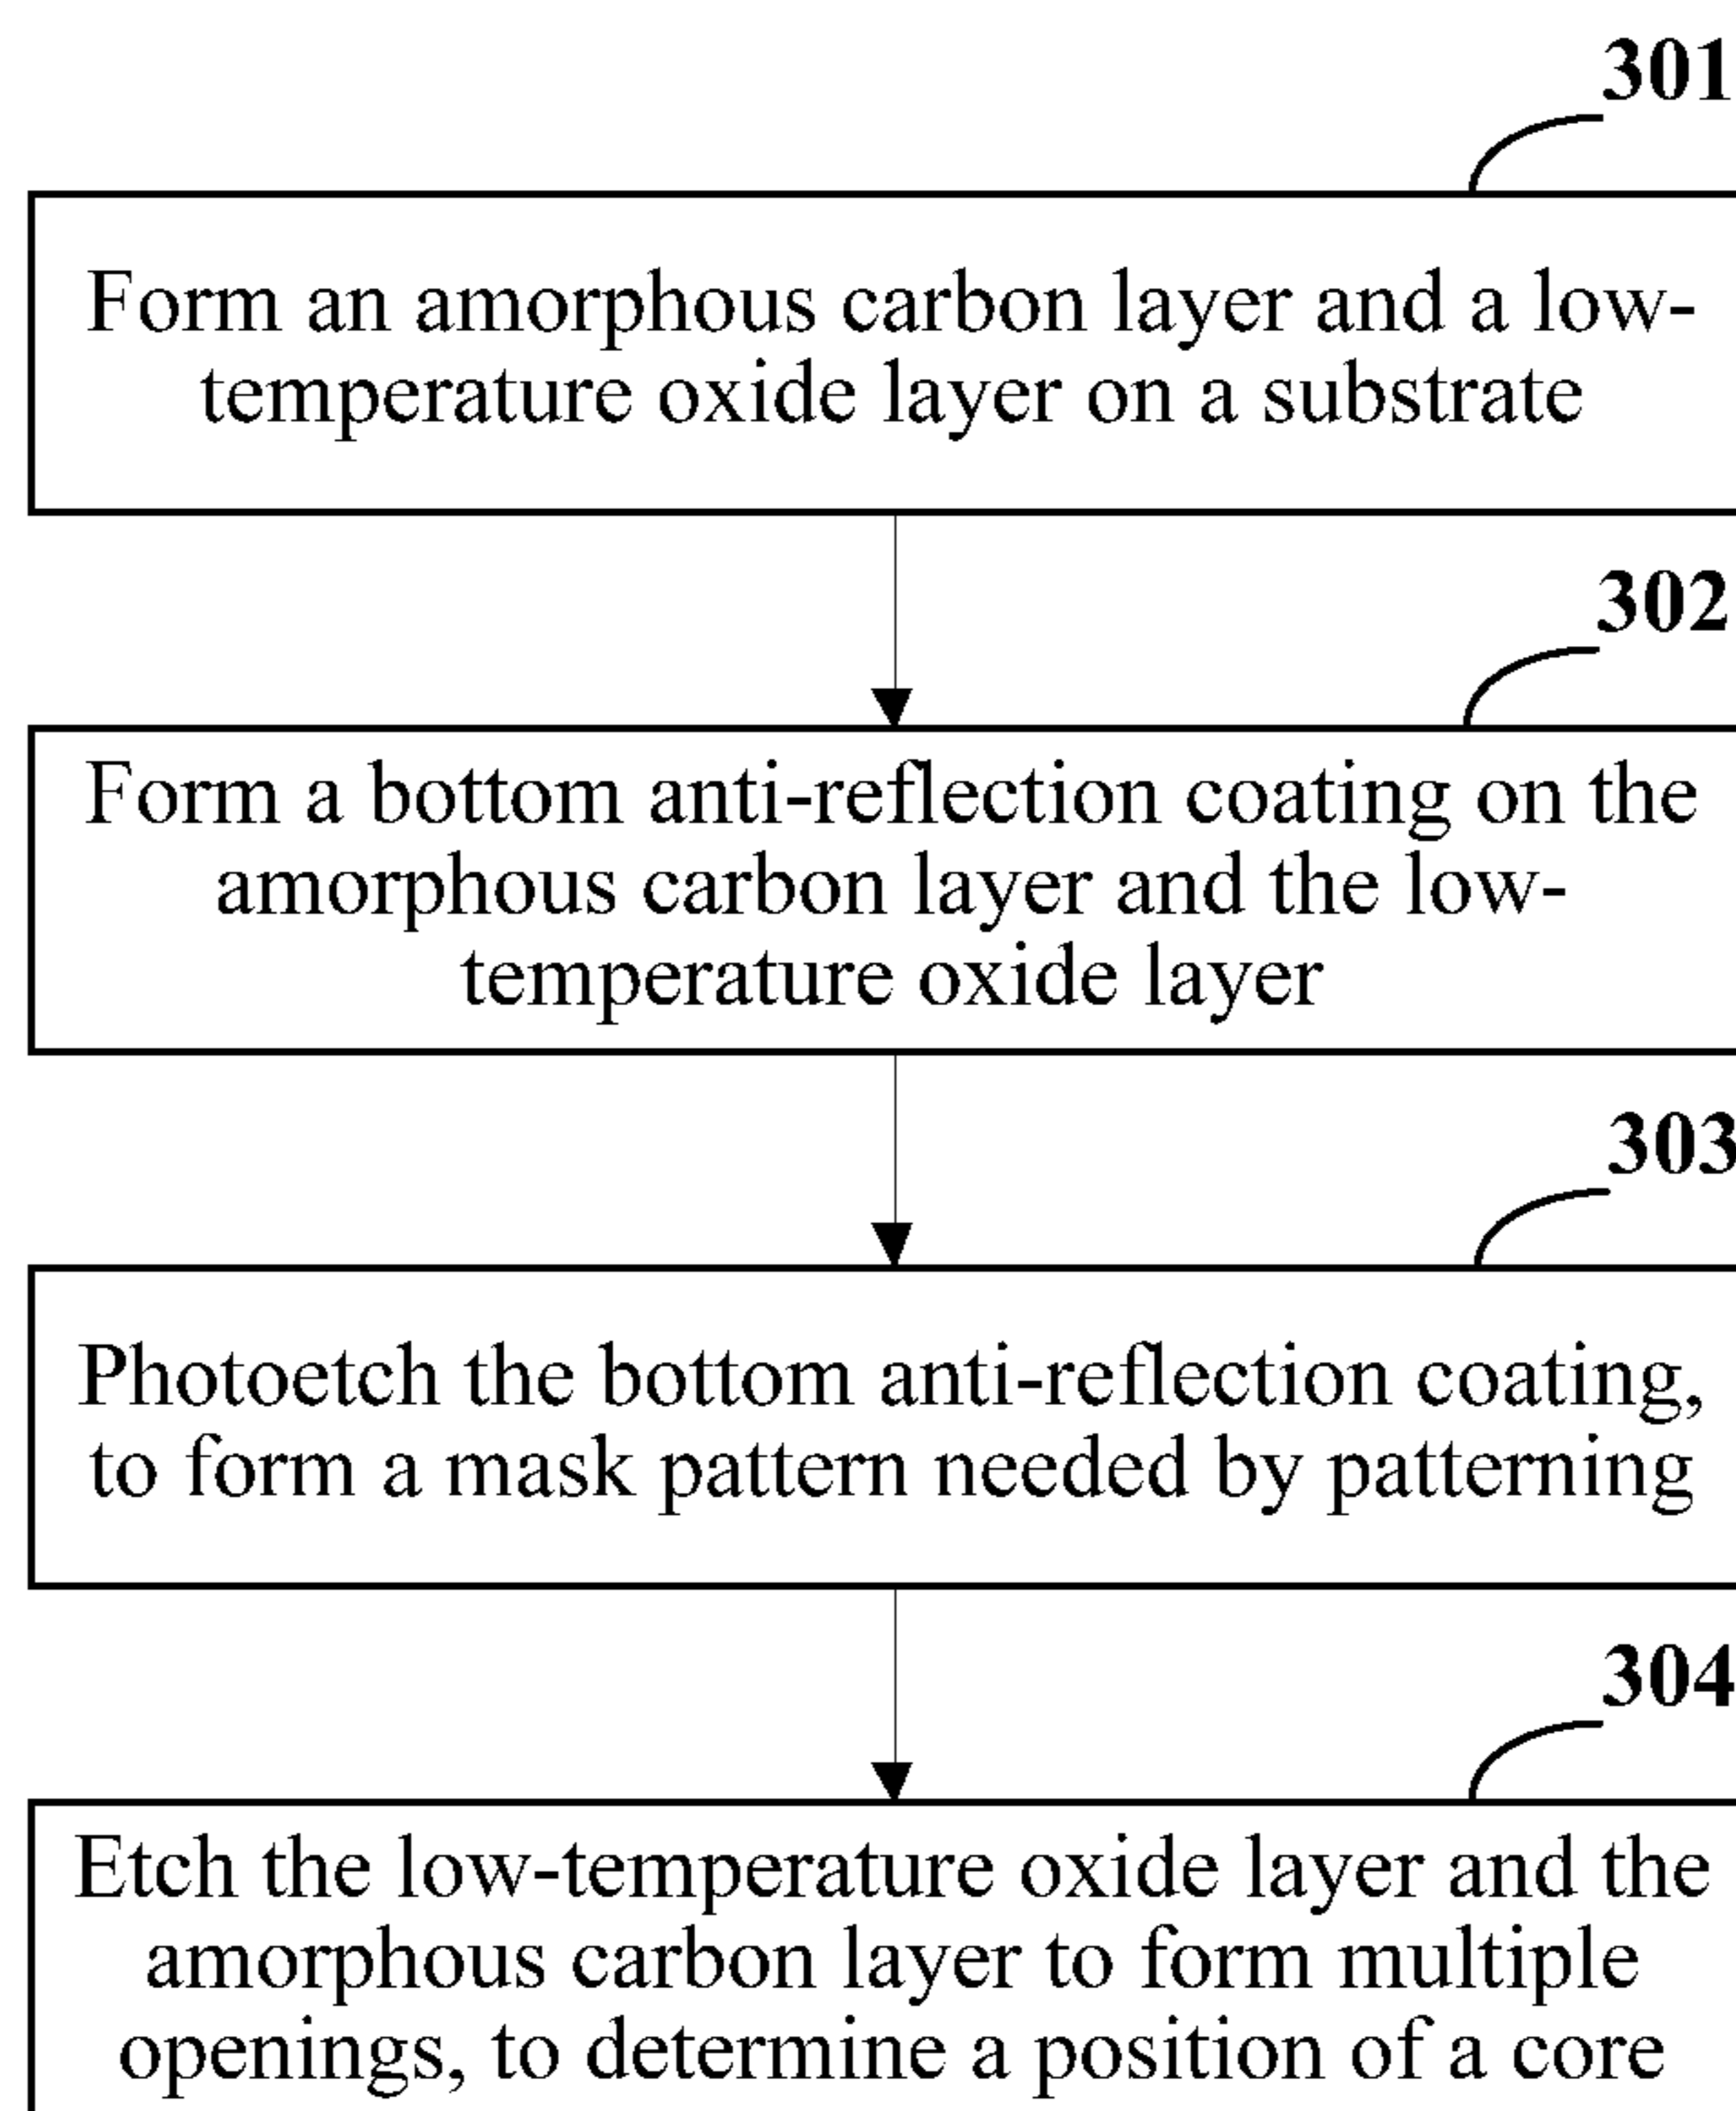 301
Form an amorphous carbon layer and a low-
temperature oxide layer on a substrate
302
Form a bottom anti-reflection coating on the
amorphous carbon layer and the low-
temperature oxide layer
303
Photoetch the bottom anti-reflection coating,
to form a mask pattern needed by patterning
304
Etch the low-temperature oxide layer and the
amorphous carbon layer to form multiple
openings, to determine a position of a core